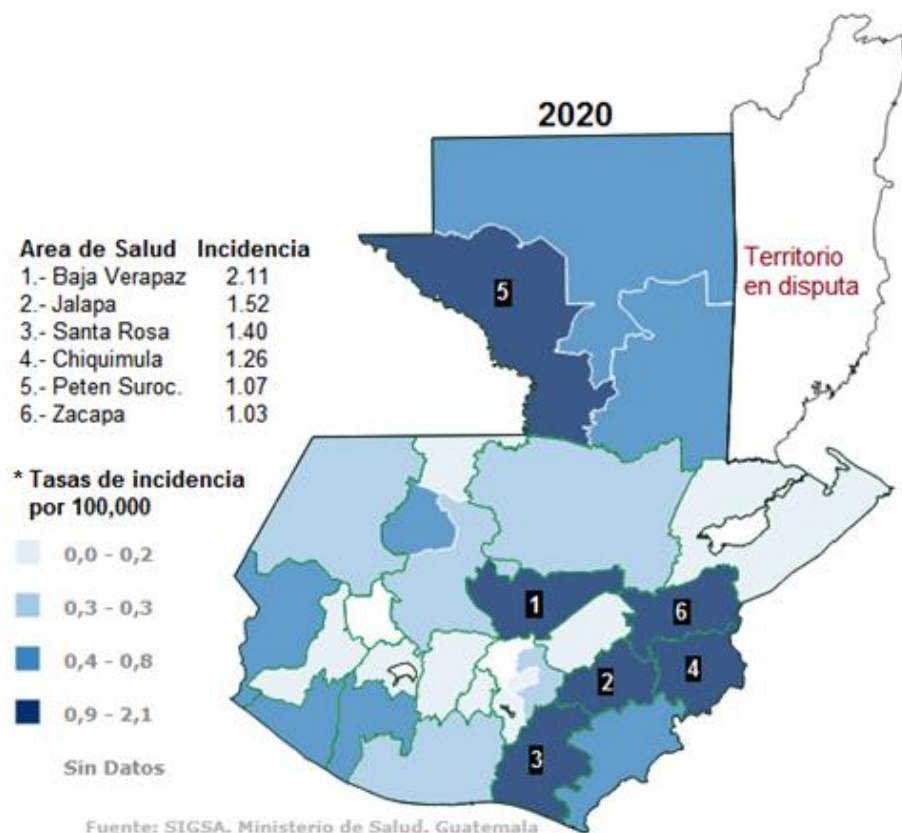 2020
Area de Salud Incidencia
1.- Baja Verapaz 2.11
2.- Jalapa 1.52
3.- Santa Rosa 1.40
4.- Chiquimula 1.26
5.- Peten Suroc. 1.07
6.- Zacapa 1.03
Territorio
en disputa
5
* Tasas de incidencia
por 100,000
0,0 - 0,2
0,3 - 0,3
0,4 - 0,8
0,9 - 2,1
Sin Datos
1
6
2
4
3
Fuente: SIGSA. Ministerio de Salud. Guatemala